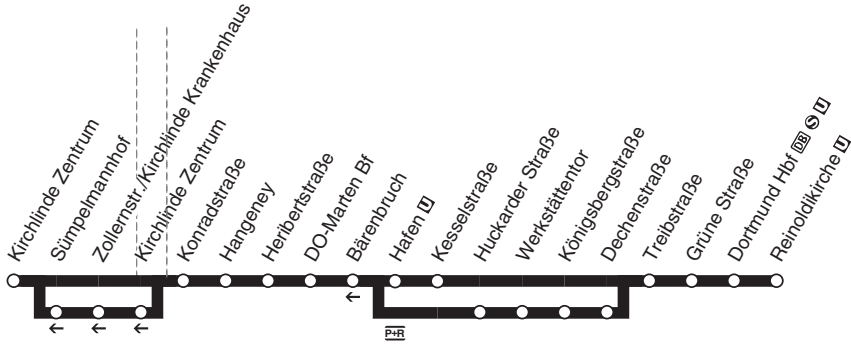 Kirchlinde Zentrum
Sümpelmannhof
Zollernstr./Kirchlinde Krankenhaus
Kirchlinde Zentrum
Konradstraße
Hangeney
Heribertstraße
DO-Marten Bf
Bärenbruch
Hafen U
Kesselstraße
Huckarder Straße
Werkstättentor
Königsbergstraße
Dechenstraße
Treibstraße
Grüne Straße
Dortmund Hbf DB S U
Reinoldikirche U
P+R